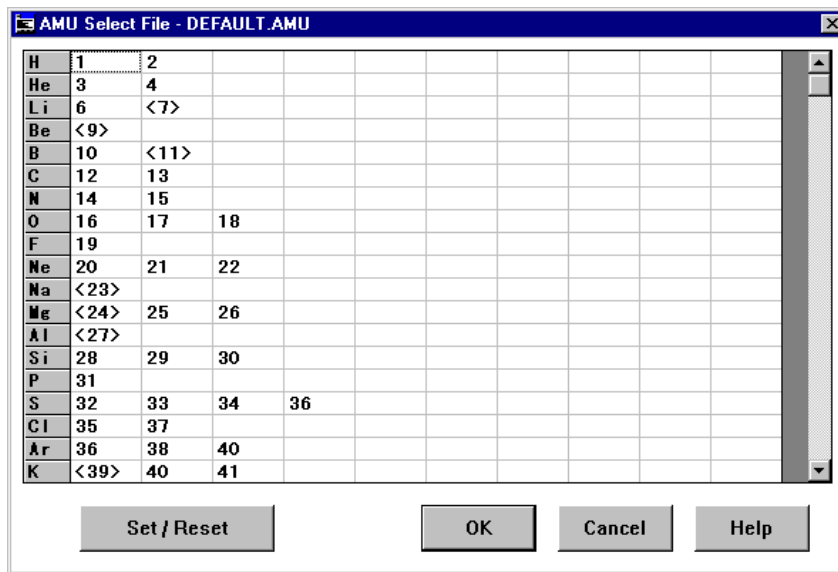 AMU Select File - DEFAULT.AMU
H 1 2
He 3 4
Li 6 <7>
Be <9>
B 10 <11>
C 12 13
N 14 15
O 16 17 18
F 19
Ne 20 21 22
Na <23>
Mg <24> 25 26
Al <27>
Si 28 29 30
P 31
S 32 33 34 36
Cl 35 37
Ar 36 38 40
K <39> 40 41
Set / Reset OK Cancel Help